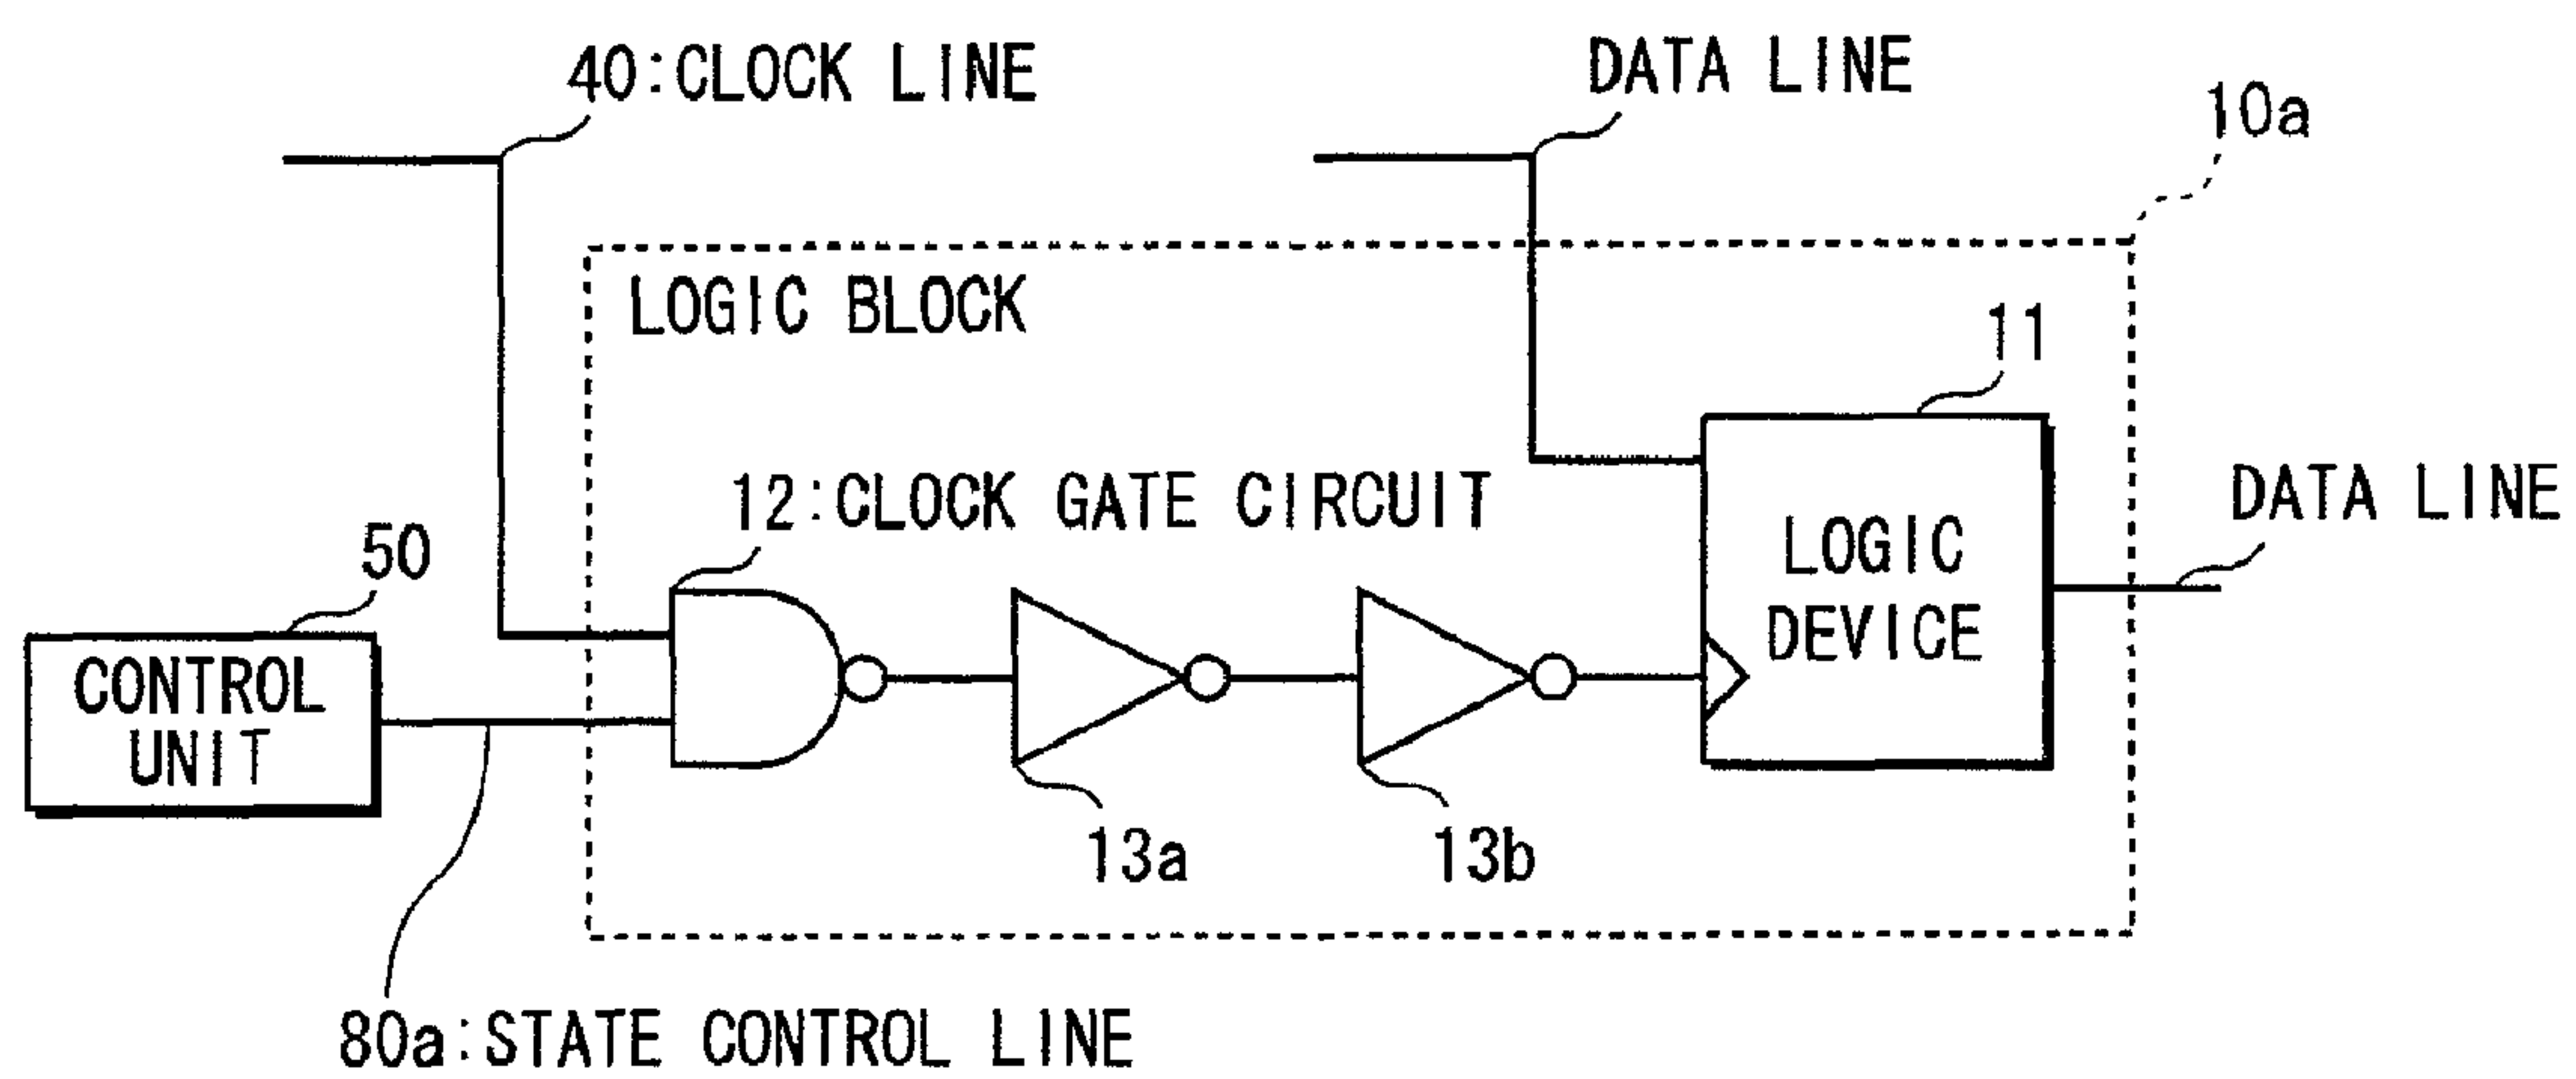 40:CLOCK LINE
DATA LINE
10a
LOGIC BLOCK
11
12:CLOCK GATE CIRCUIT
LOGIC
DEVICE
DATA LINE
50
CONTROL
UNIT
13a
13b
80a:STATE CONTROL LINE